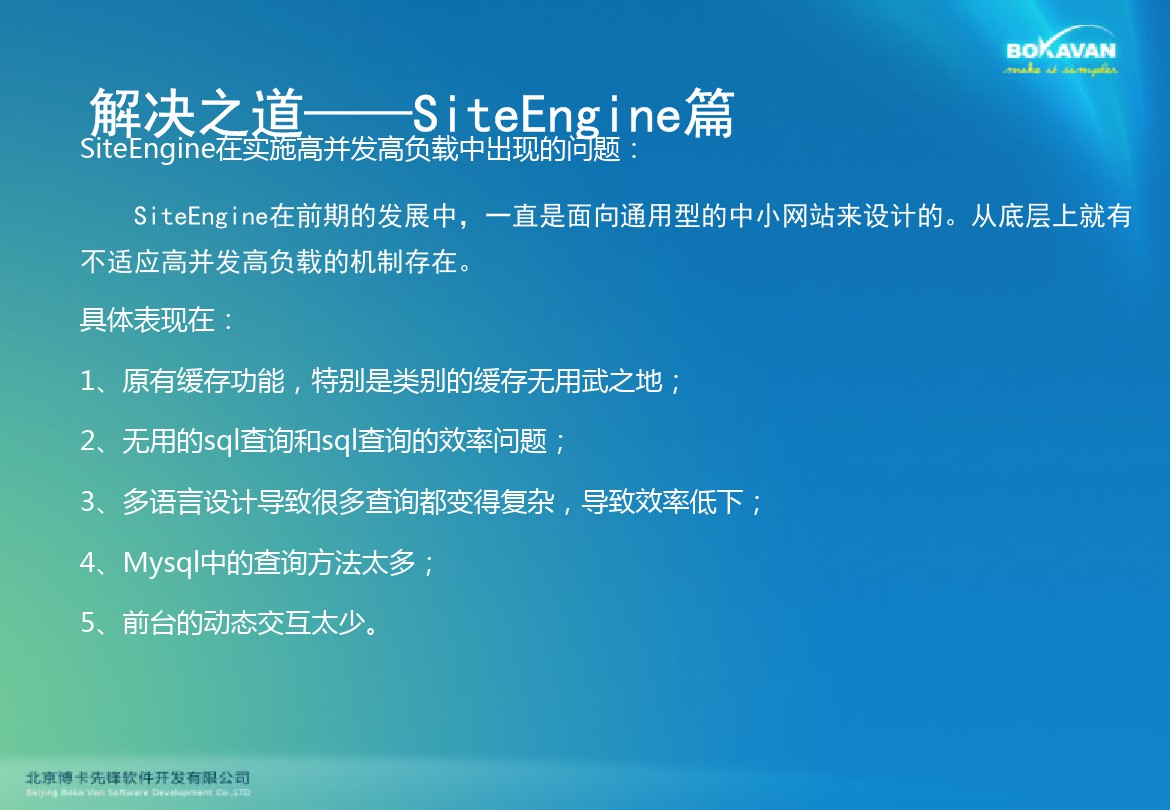 BOKAVAN
make it simpler
解决之道——SiteEngine篇
SiteEngine在实施高并发高负载中出现的问题：
SiteEngine在前期的发展中，一直是面向通用型的中小网站来设计的。从底层上就有
不适应高并发高负载的机制存在。
具体表现在：
1、原有缓存功能，特别是类别的缓存无用武之地；
2、无用的sql查询和sql查询的效率问题；
3、多语言设计导致很多查询都变得复杂，导致效率低下；
4、Mysql中的查询方法太多；
5、前台的动态交互太少。
北京博卡先锋软件开发有限公司
Beijing Boka Van Software Development Co.,LTD